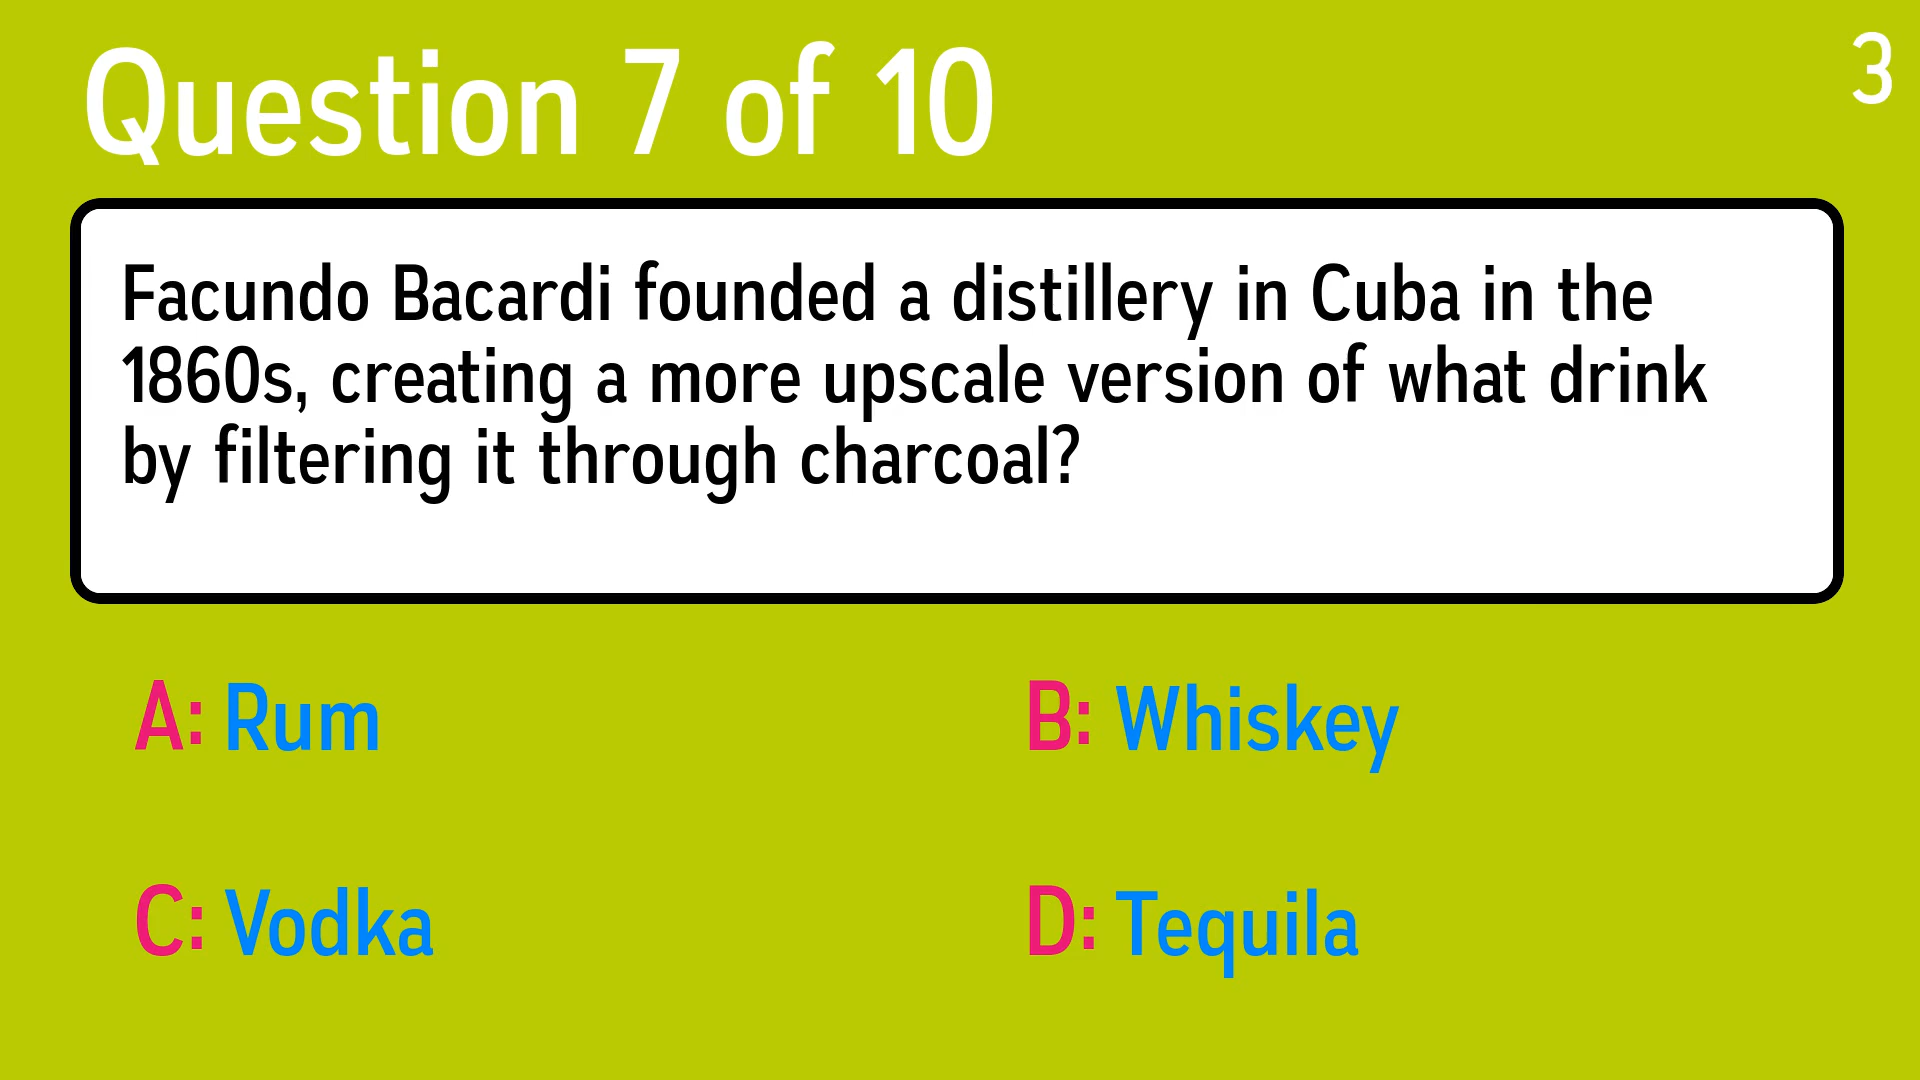 Question 7 of 10
3
Facundo Bacardi founded a distillery in Cuba in the
1860s, creating a more upscale version of what drink
by filtering it through charcoal?
A: Rum
B: Whiskey
C: Vodka
D: Tequila